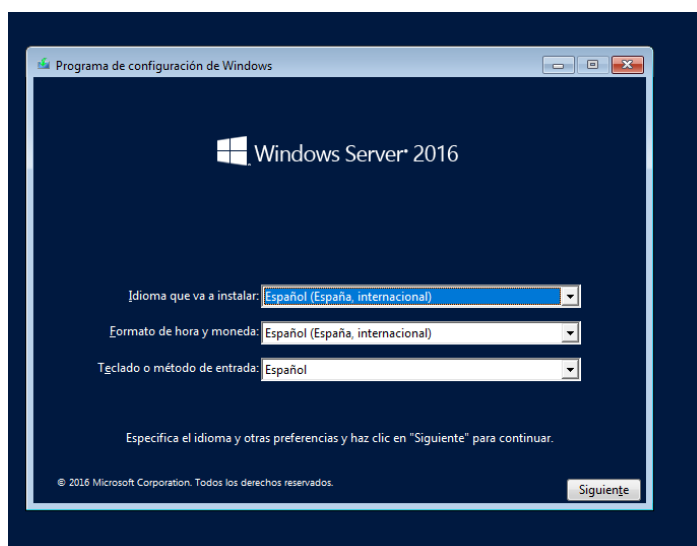 Programa de configuración de Windows
Windows Server® 2016
Idioma que va a instalar: Español (España, internacional)
Formato de hora y moneda: Español (España, internacional)
Teclado o método de entrada: Español
Especifica el idioma y otras preferencias y haz clic en "Siguiente" para continuar.
© 2016 Microsoft Corporation. Todos los derechos reservados.
Siguiente